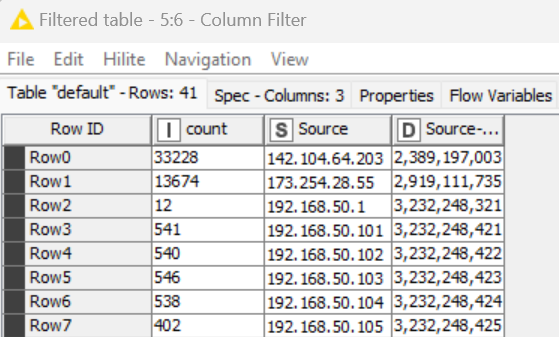 Filtered table - 5:6 - Column Filter
File Edit Hilite Navigation View
Table "default" - Rows: 41 Spec - Columns: 3 Properties Flow Variables
Row ID I count S Source D Source-...
Row0 33228 142.104.64.203 2,389,197,003
Row1 13674 173.254.28.55 2,919,111,735
Row2 12 192.168.50.1 3,232,248,321
Row3 541 192.168.50.101 3,232,248,421
Row4 540 192.168.50.102 3,232,248,422
Row5 546 192.168.50.103 3,232,248,423
Row6 538 192.168.50.104 3,232,248,424
Row7 402 192.168.50.105 3,232,248,425